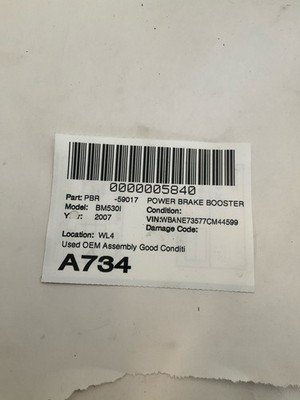 0000005840
Part: PBR -59017 POWER BRAKE BOOSTER
Model: BM530I Condition:
2007 VIN:WBANE73577CM44599
Damage Code:
Location: WL4
Used OEM Assembly Good Conditi
A734